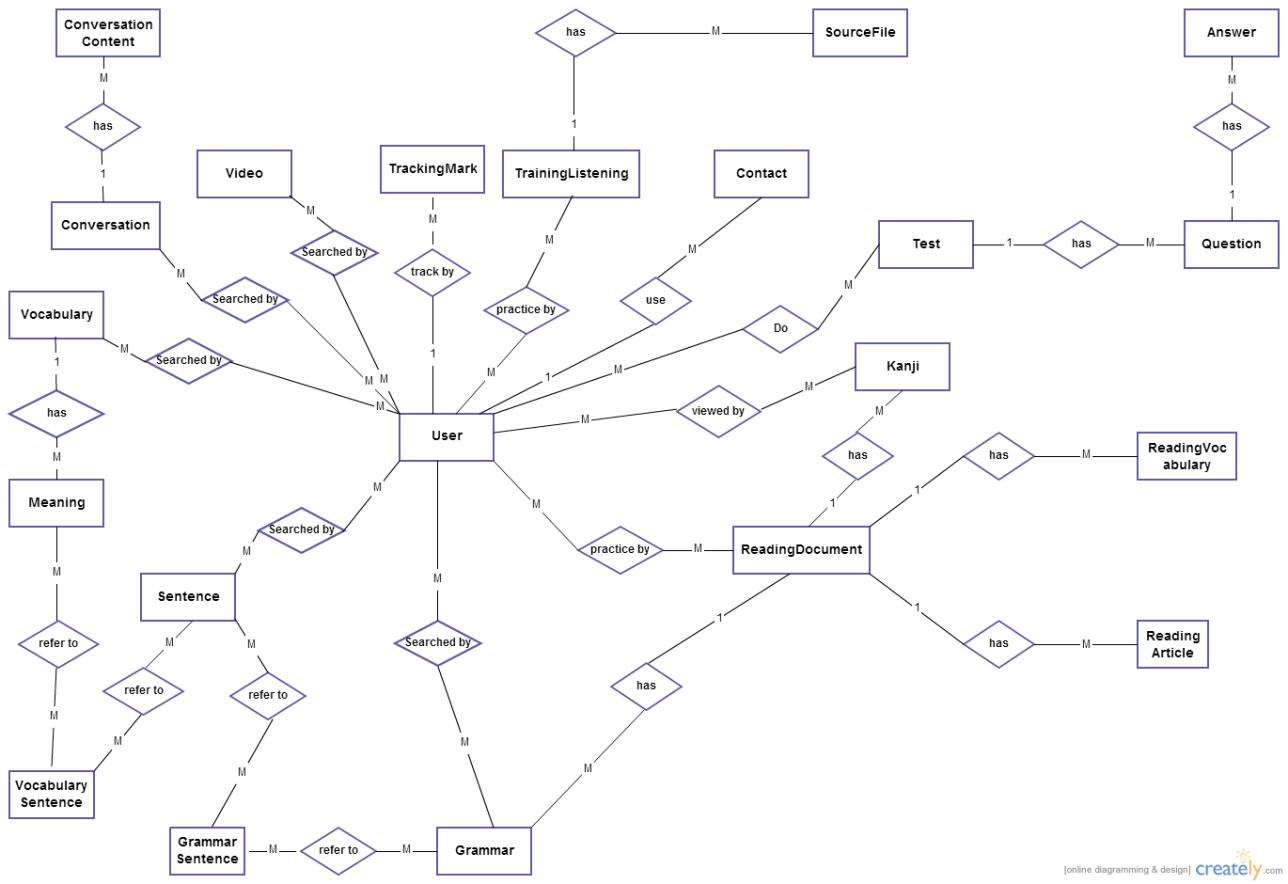 Conversation
Content
has
M
SourceFile
Answer
M
M
has
has
1
Video
TrackingMark
TrainingListening
Contact
1
M
1
Conversation
M
M
M
M
Test
1
has
M
Question
Searched by
track by
M
M
Searched by
practice by
use
M
Vocabulary
Do
M
Searched by
1
1
M
M
M
M
M
1
M
Kanji
M
has
M
M
viewed by
M
User
M
has
has
M
ReadingVoc
abulary
M
Meaning
M
M
1
1
Searched by
M
practice by
M
ReadingDocument
M
M
Sentence
1
1
refer to
M
M
Searched by
has
M
Reading
Article
refer to
refer to
has
M
M
M
M
M
Vocabulary
Sentence
Grammar
Sentence
M
refer to
M
Grammar
[online diagramming & design]
creately.com